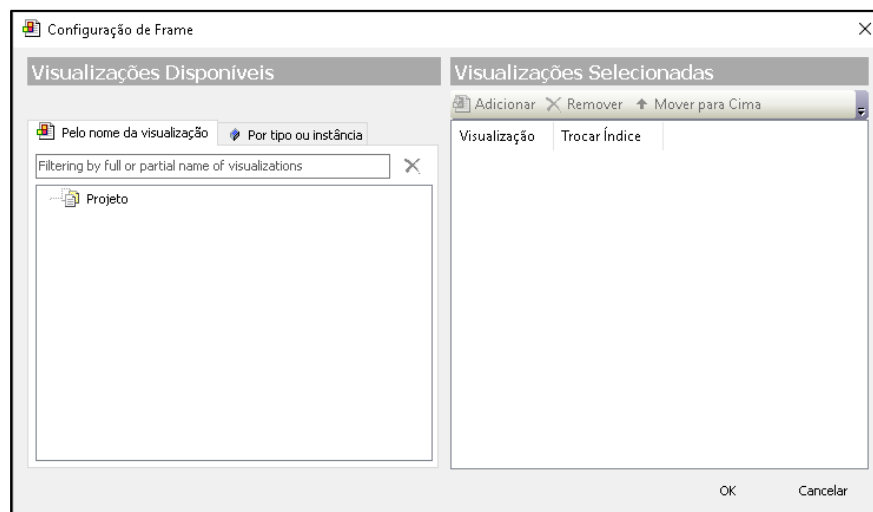 Configuração de Frame
Visualizações Disponíveis
Pelo nome da visualização
Por tipo ou instância
Filtering by full or partial name of visualizations
Projeto
Visualizações Selecionadas
Adicionar Remover Mover para Cima
Visualização Trocar Índice
OK Cancelar